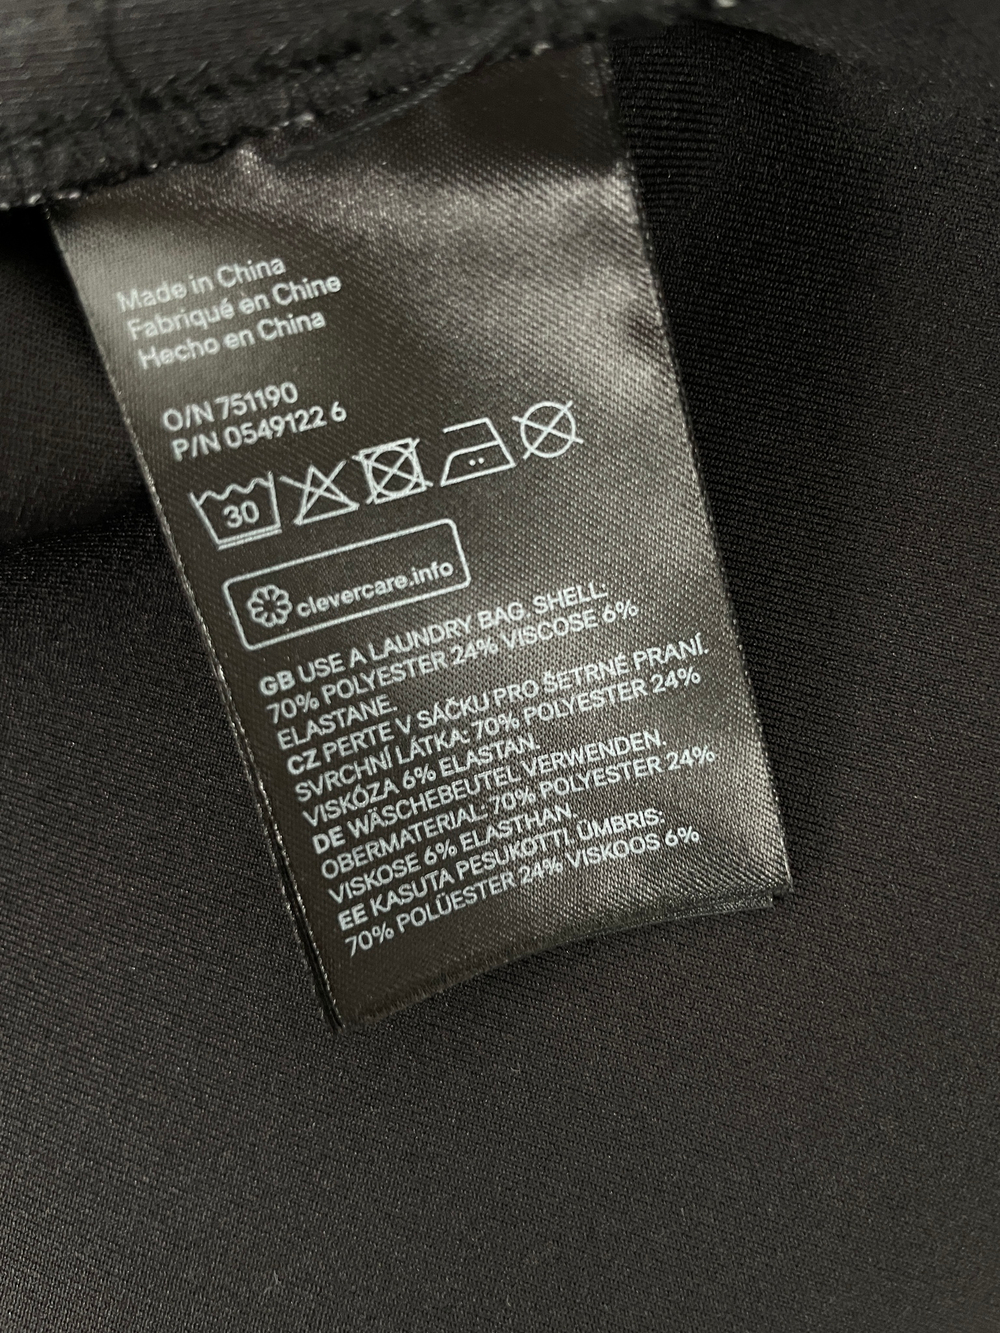 Made in China
Fabriqué en Chine
Hecho en China
O/N 751190
P/N 0549122 6
30
clevercare.info
GB USE A LAUNDRY BAG. SHELL:
70% POLYESTER 24% VISCOSE 6%
ELASTANE.
CZ PERTE V SÁČKU PRO ŠETRNÉ PRANÍ.
SVRCHNÍ LÁTKA: 70% POLYESTER 24%
VISKÓZA 6% ELASTAN.
DE WÄSCHEBEUTEL VERWENDEN.
OBERMATERIAL: 70% POLYESTER 24%
VISKOSE 6% ELASTHAN.
EE KASUTA PESUKOTTI, ÜMBRIS:
70% POLÜESTER 24% VISKOOS 6%